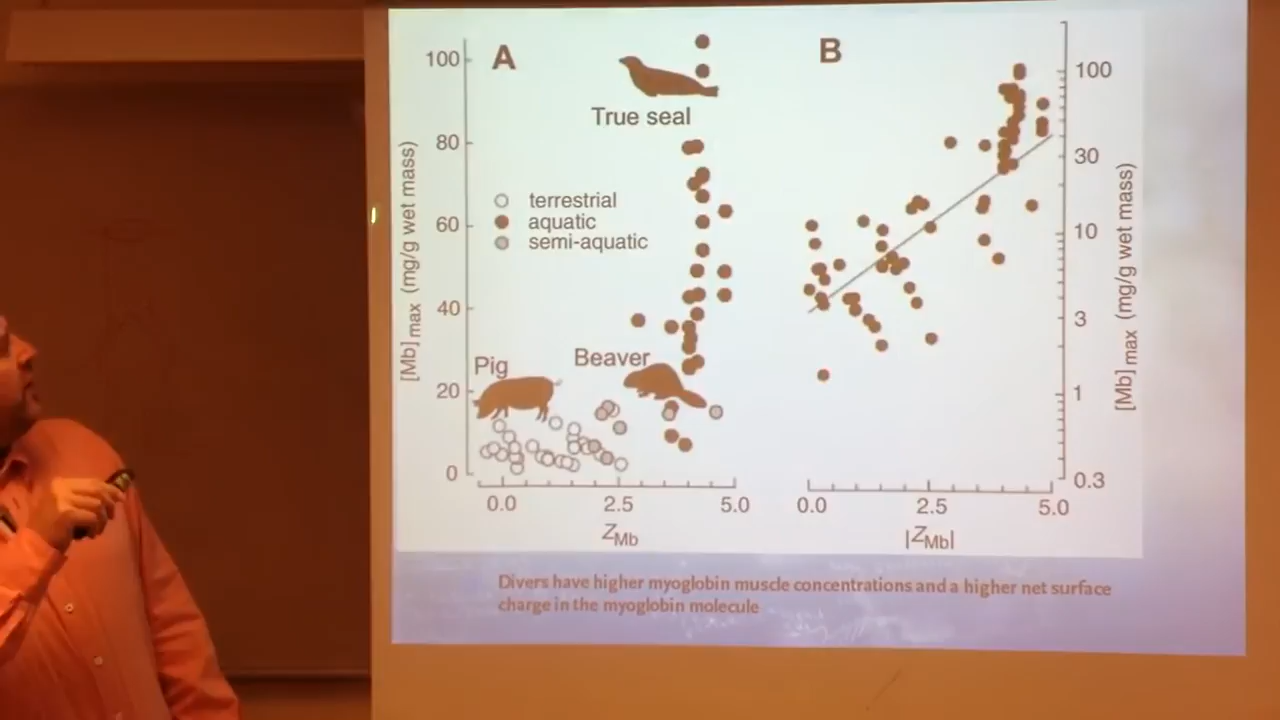 A
B
100
80
60
40
20
0
[Mb]max (mg/g wet mass)
True seal
terrestrial
aquatic
semi-aquatic
Pig
Beaver
0.0 2.5 5.0
ZMb
100
30
10
3
1
0.3
[Mb]max (mg/g wet mass)
0.0 2.5 5.0
|ZMb|
Divers have higher myoglobin muscle concentrations and a higher net surface
charge in the myoglobin molecule